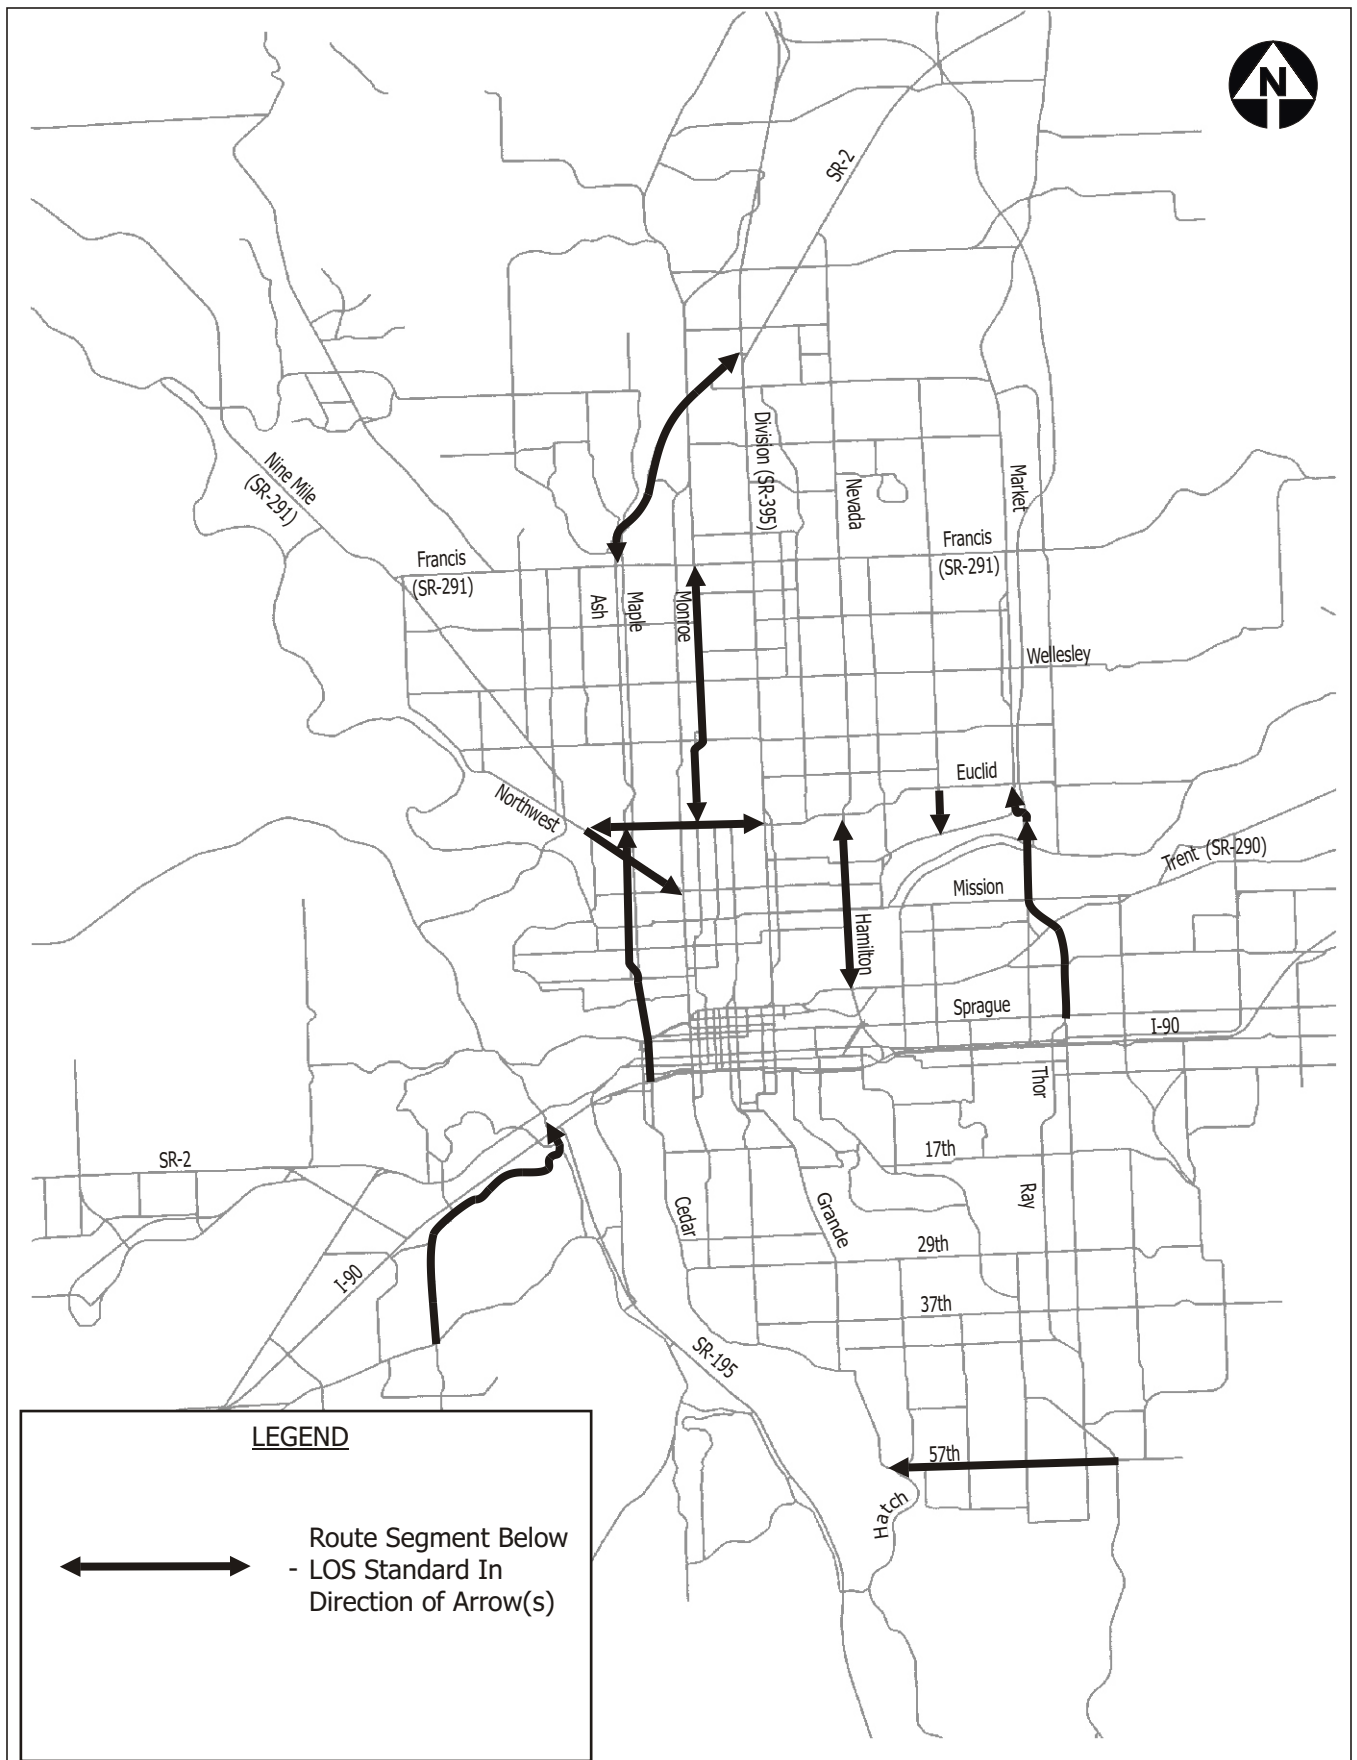 N
SR-2
Division (SR-395)
Nevada
Market
Nine Mile
(SR-291)
Francis
(SR-291)
Francis
(SR-291)
Ash
Maple
Monroe
Wellesley
Euclid
Northwest
Trent (SR-290)
Mission
Hamilton
Sprague
I-90
Thor
SR-2
17th
Ray
Cedar
Grande
29th
I-90
37th
SR-195
57th
Hatch
LEGEND
Route Segment Below
- LOS Standard In
Direction of Arrow(s)